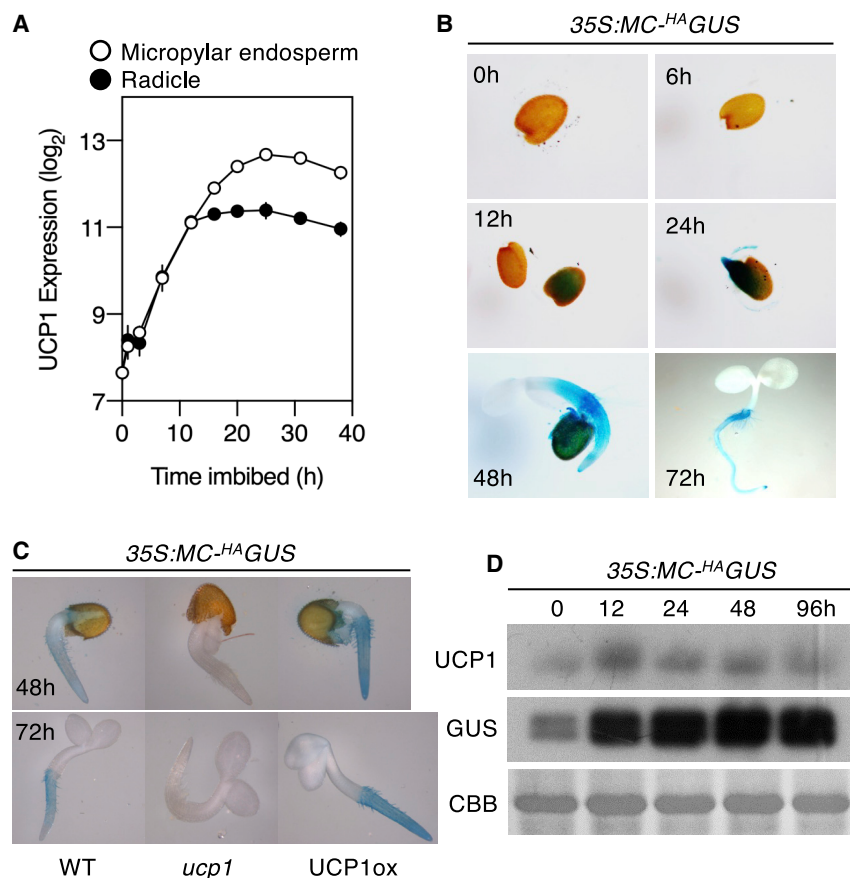 A
Micropylar endosperm
Radicle
UCP1 Expression (log2)
13
11
9
7
0 10 20 30 40
Time imbibed (h)
B
35S:MC-HAGUS
0h 6h
12h 24h
48h 72h
C
35S:MC-HAGUS
48h
72h
WT ucp1 UCP1ox
D
35S:MC-HAGUS
0 12 24 48 96h
UCP1
GUS
CBB